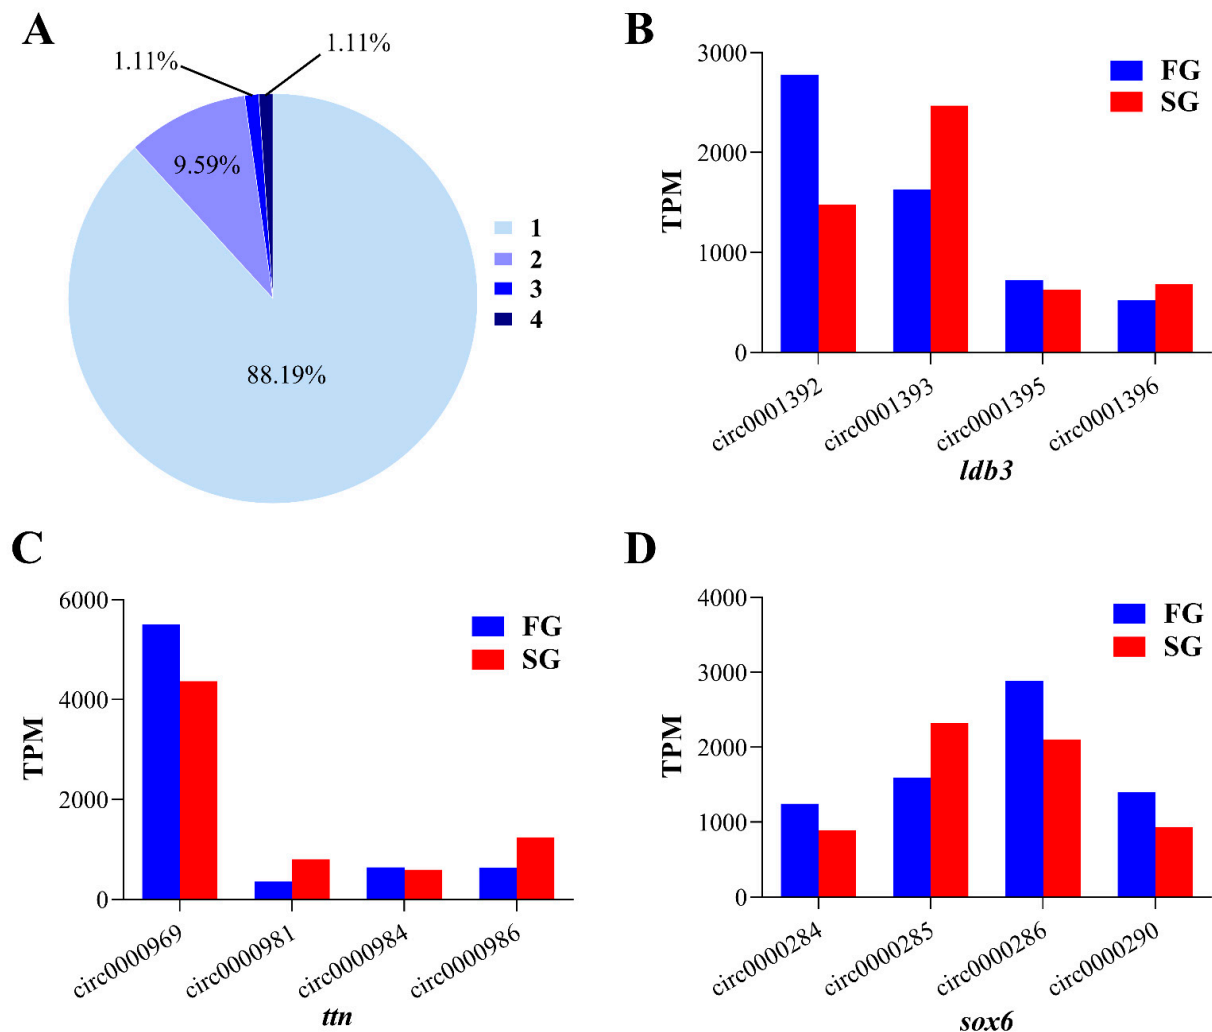 A
1.11%
1.11%
9.59%
88.19%
1
2
3
4
B
3000
2000
1000
0
TPM
FG
SG
circ0001392
circ0001393
circ0001395
circ0001396
ldb3
C
6000
4000
2000
0
TPM
FG
SG
circ0000969
circ0000981
circ0000984
circ0000986
ttn
D
4000
3000
2000
1000
0
TPM
FG
SG
circ0000284
circ0000285
circ0000286
circ0000290
sox6